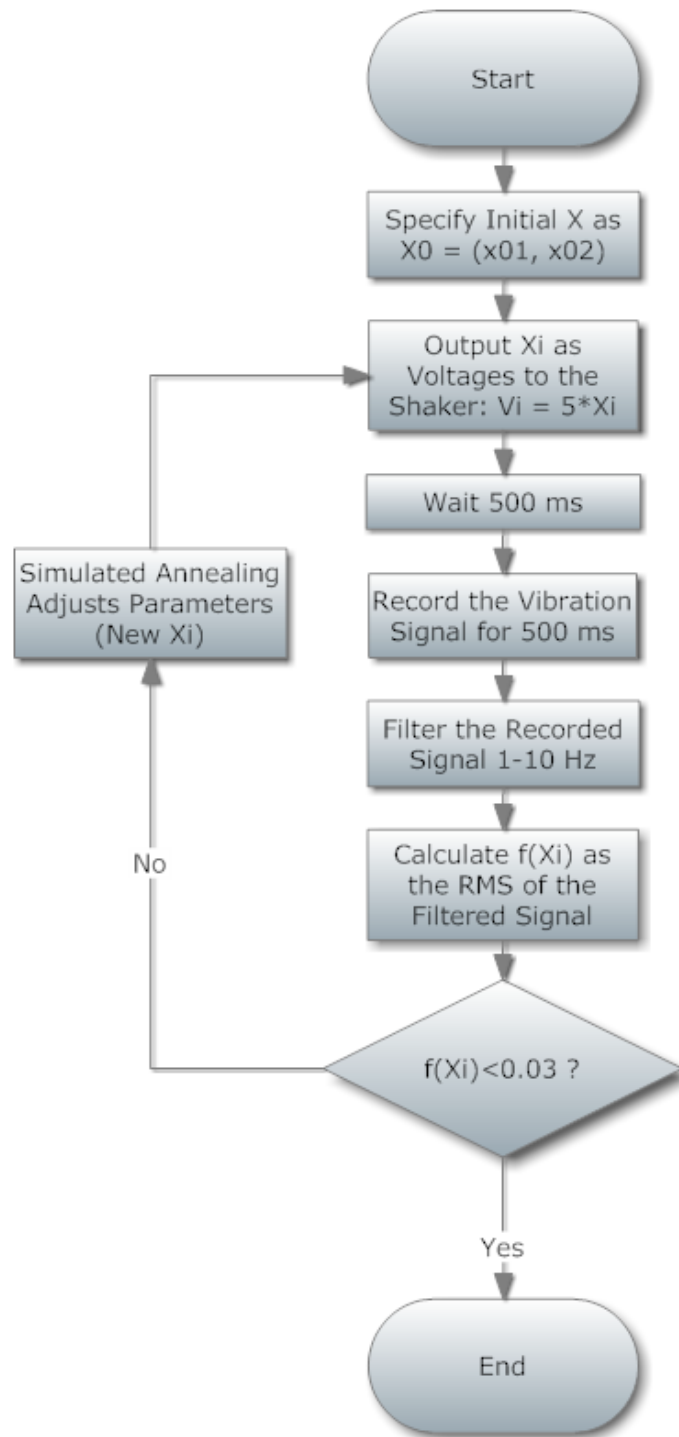 Start
Specify Initial X as
X0 = (x01, x02)
Output Xi as
Voltages to the
Shaker: Vi = 5*Xi
Wait 500 ms
Simulated Annealing
Adjusts Parameters
(New Xi)
Record the Vibration
Signal for 500 ms
Filter the Recorded
Signal 1-10 Hz
Calculate f(Xi) as
the RMS of the
Filtered Signal
No
f(Xi)<0.03 ?
Yes
End